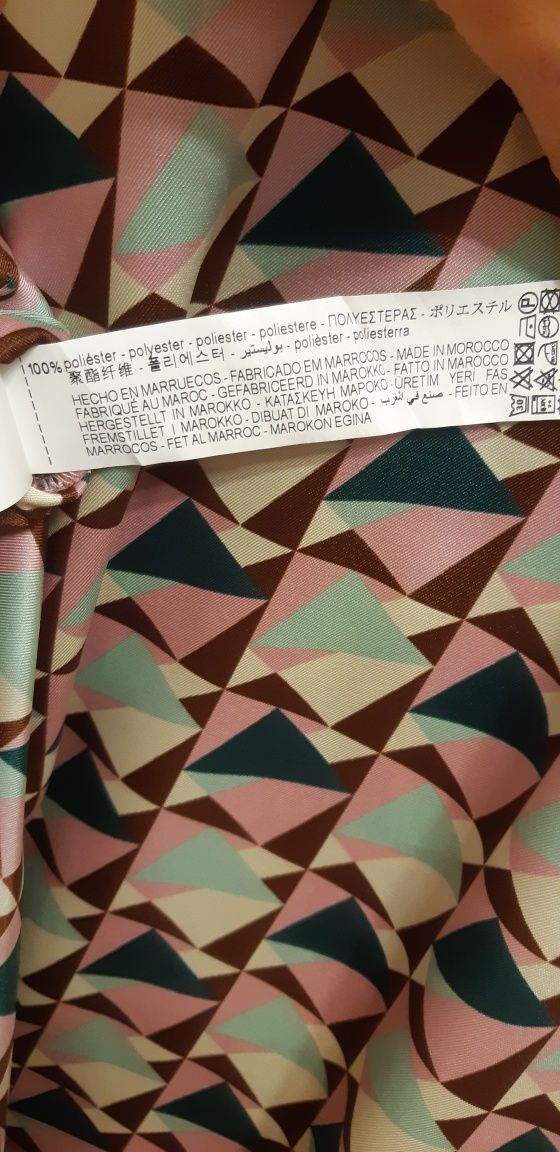 100% poliéster - polyester - poliester - poliestere - ΠΟΛΥΕΣΤΕΡΑΣ - ポリエステル
聚酯纤维 - 폴리에스터 - بوليستير - polièster - poliesterra
HECHO EN MARRUECOS - FABRICADO EM MARROCOS - MADE IN MOROCCO
FABRIQUÉ AU MAROC - GEFABRICEERD IN MAROKKO - FATTO IN MAROCCO
HERGESTELLT IN MAROKKO - ΚΑΤΑΣΚΕΥΗ ΜΑΡΟΚΟ - ÜRETIM YERI FAS
FREMSTILLET I MAROKKO - DIBUAT DI MAROKO - صنع في المغرب - FEITO EN
MARROCOS - FET AL MARROC - MAROKON EGINA